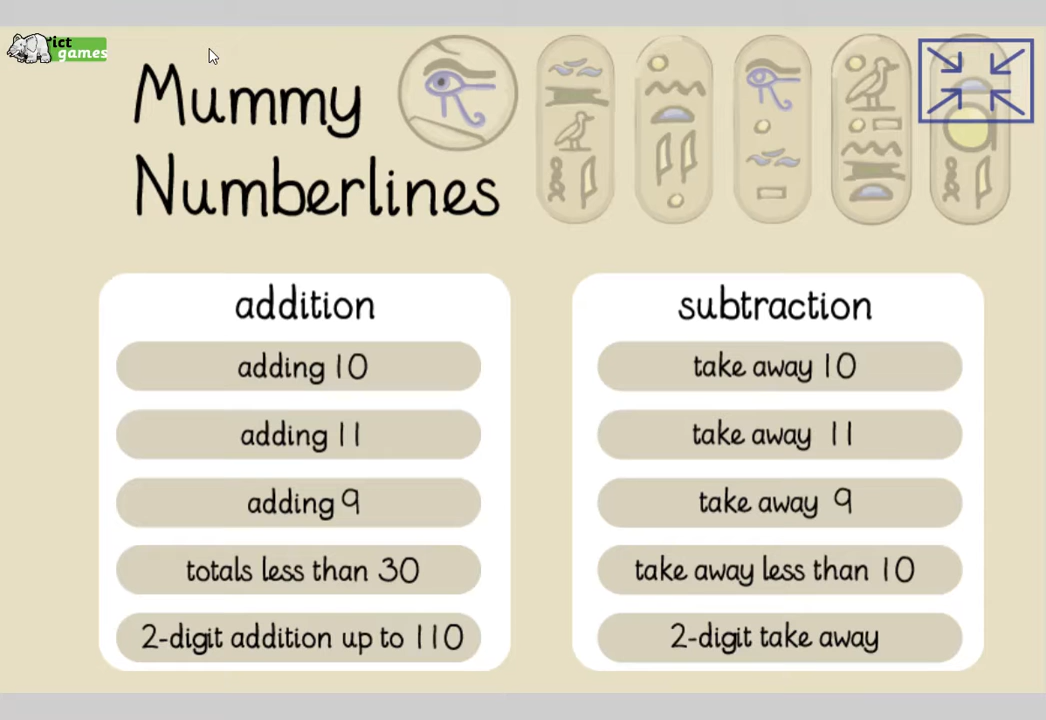 ict
games
Mummy
Numberlines
addition
adding 10
adding 11
adding 9
totals less than 30
2-digit addition up to 110
subtraction
take away 10
take away 11
take away 9
take away less than 10
2-digit take away